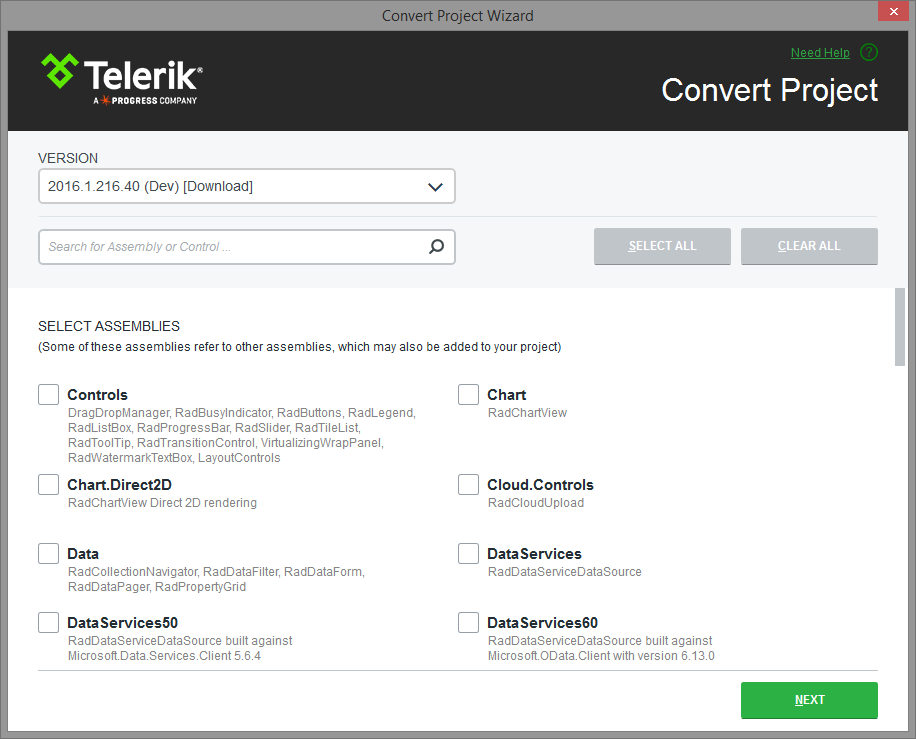 Convert Project Wizard
Need Help ?
Telerik®
A PROGRESS COMPANY
Convert Project
VERSION
2016.1.216.40 (Dev) [Download]
Search for Assembly or Control ...
SELECT ALL
CLEAR ALL
SELECT ASSEMBLIES
(Some of these assemblies refer to other assemblies, which may also be added to your project)
Controls
DragDropManager, RadBusyIndicator, RadButtons, RadLegend,
RadListBox, RadProgressBar, RadSlider, RadTileList,
RadToolTip, RadTransitionControl, VirtualizingWrapPanel,
RadWatermarkTextBox, LayoutControls
Chart
RadChartView
Chart.Direct2D
RadChartView Direct 2D rendering
Cloud.Controls
RadCloudUpload
Data
RadCollectionNavigator, RadDataFilter, RadDataForm,
RadDataPager, RadPropertyGrid
DataServices
RadDataServiceDataSource
DataServices50
RadDataServiceDataSource built against
Microsoft.Data.Services.Client 5.6.4
DataServices60
RadDataServiceDataSource built against
Microsoft.OData.Client with version 6.13.0
NEXT